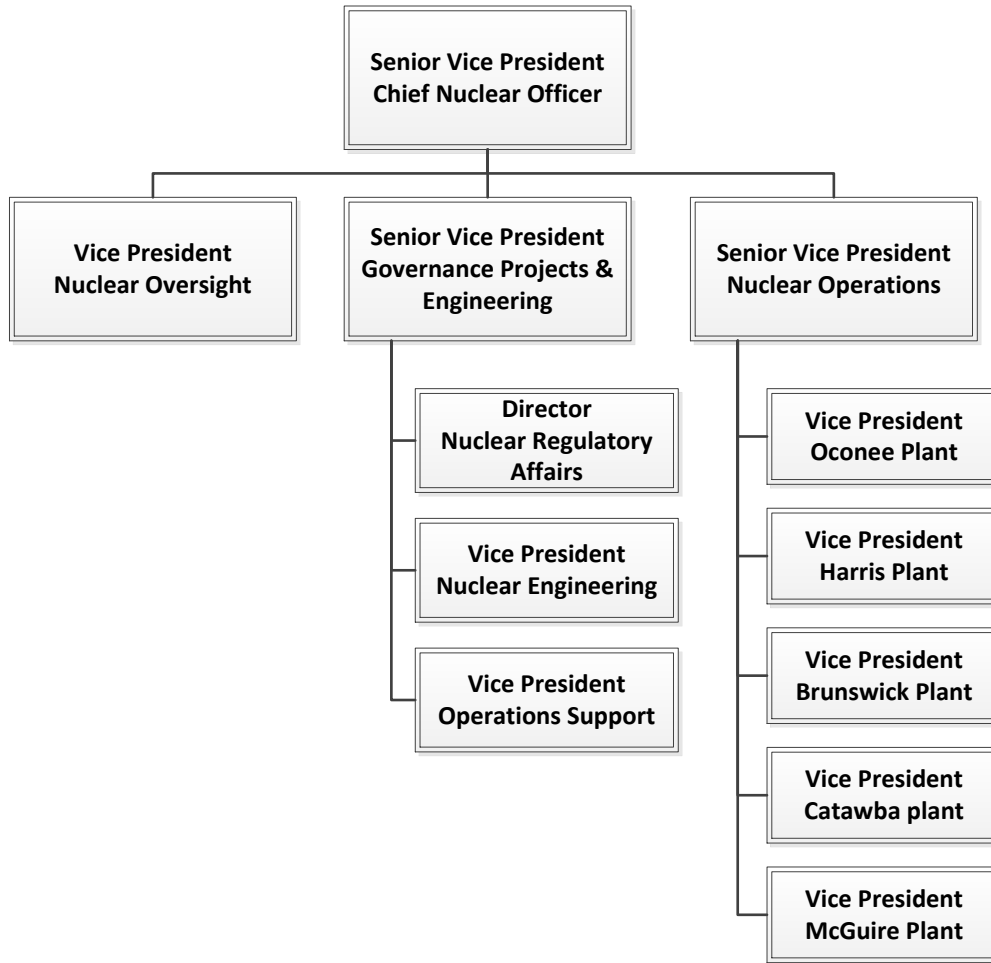 Senior Vice President
Chief Nuclear Officer
Vice President
Nuclear Oversight
Senior Vice President
Governance Projects &
Engineering
Senior Vice President
Nuclear Operations
Director
Nuclear Regulatory
Affairs
Vice President
Nuclear Engineering
Vice President
Operations Support
Vice President
Oconee Plant
Vice President
Harris Plant
Vice President
Brunswick Plant
Vice President
Catawba plant
Vice President
McGuire Plant